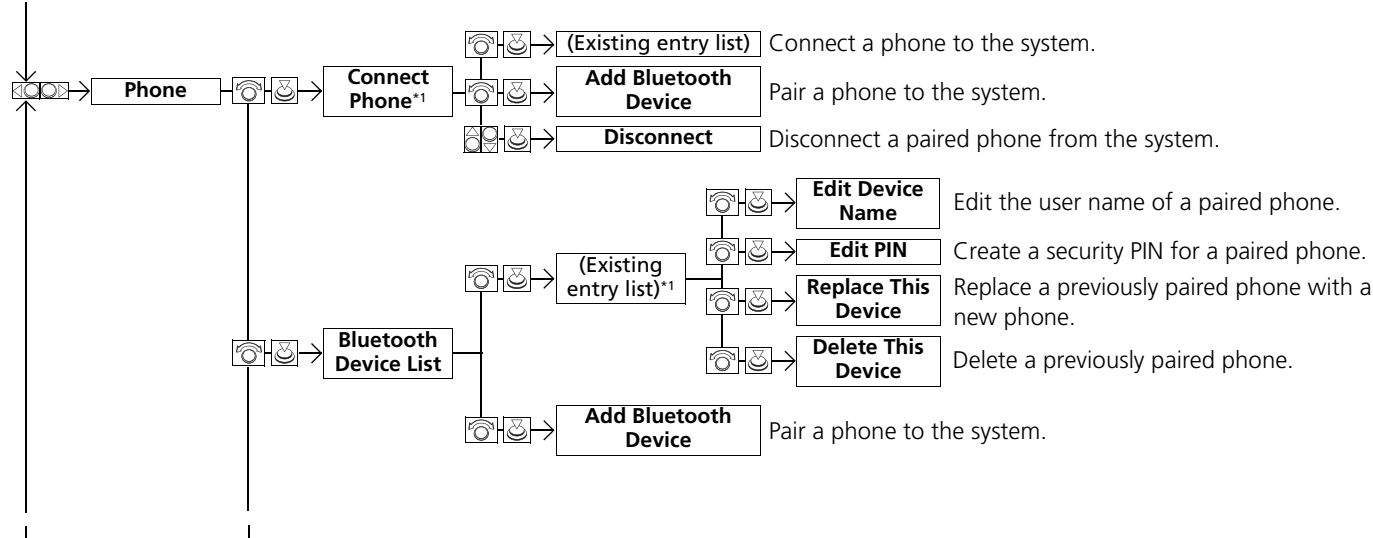 (Existing entry list) Connect a phone to the system.
Phone
Connect
Phone*1
Add Bluetooth
Device
Pair a phone to the system.
Disconnect Disconnect a paired phone from the system.
Edit Device
Name
Edit the user name of a paired phone.
Edit PIN Create a security PIN for a paired phone.
(Existing
entry list)*1
Replace This
Device
Replace a previously paired phone with a
new phone.
Bluetooth
Device List
Delete This
Device
Delete a previously paired phone.
Add Bluetooth
Device
Pair a phone to the system.